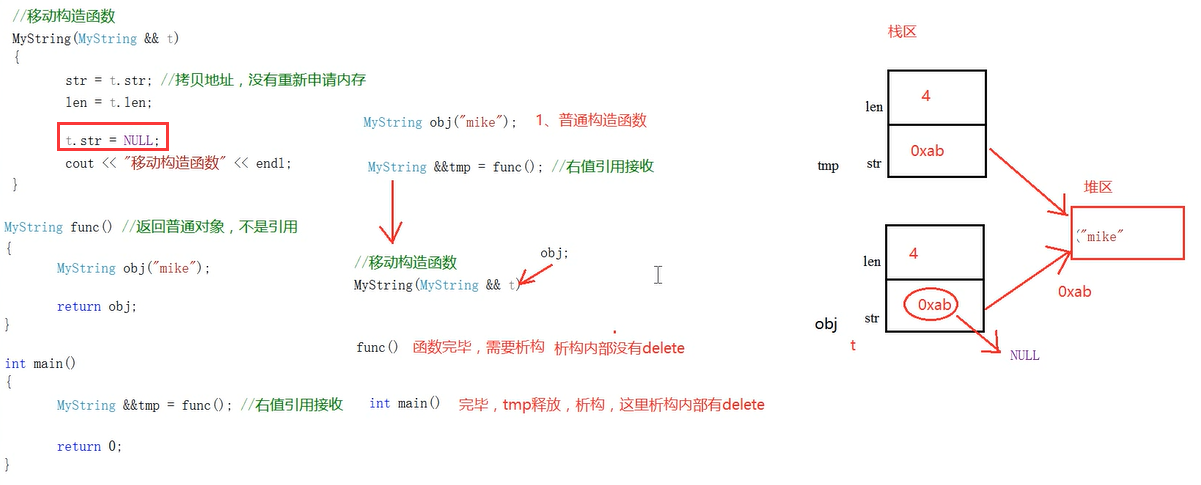 //移动构造函数
MyString(MyString && t)
{
str = t.str; //拷贝地址，没有重新申请内存
len = t.len;
t.str = NULL;
cout << "移动构造函数" << endl;
}
MyString func() //返回普通对象，不是引用
{
MyString obj("mike");
return obj;
}
int main()
{
MyString &&tmp = func(); //右值引用接收
return 0;
}
MyString obj("mike"); 1、普通构造函数
MyString &&tmp = func(); //右值引用接收
obj;
//移动构造函数
MyString(MyString && t)
func() 函数完毕，需要析构 析构内部没有delete
int main() 完毕，tmp释放，析构，这里析构内部有delete
栈区
len 4
tmp str 0xab
堆区
"mike"
0xab
len 4
obj str 0xab
t
NULL